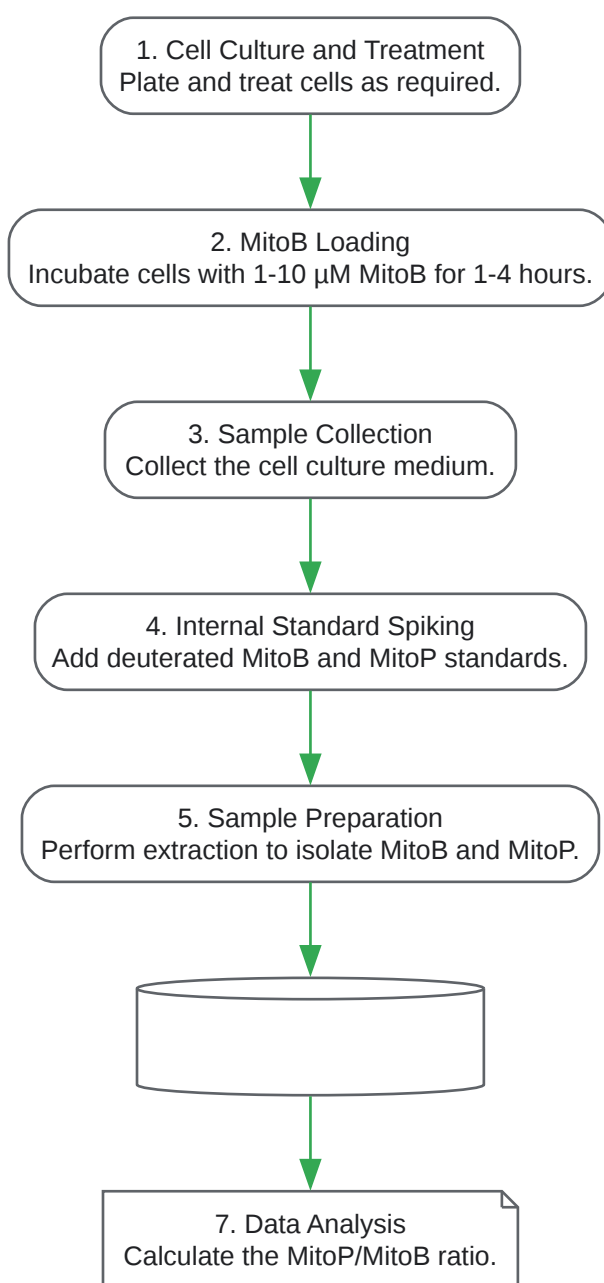 1. Cell Culture and Treatment
Plate and treat cells as required.
2. MitoB Loading
Incubate cells with 1-10 µM MitoB for 1-4 hours.
3. Sample Collection
Collect the cell culture medium.
4. Internal Standard Spiking
Add deuterated MitoB and MitoP standards.
5. Sample Preparation
Perform extraction to isolate MitoB and MitoP.
7. Data Analysis
Calculate the MitoP/MitoB ratio.